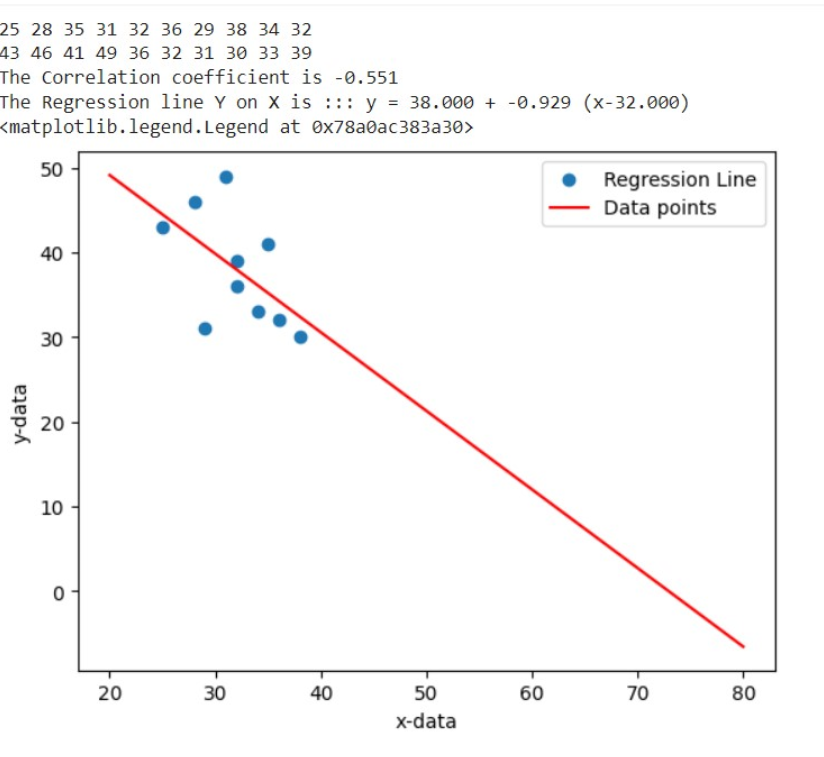 25 28 35 31 32 36 29 38 34 32
43 46 41 49 36 32 31 30 33 39
The Correlation coefficient is -0.551
The Regression line Y on X is ::: y = 38.000 + -0.929 (x-32.000)
<matplotlib.legend.Legend at 0x78a0ac383a30>
Regression Line
Data points
50
40
30
20
10
0
y-data
20 30 40 50 60 70 80
x-data